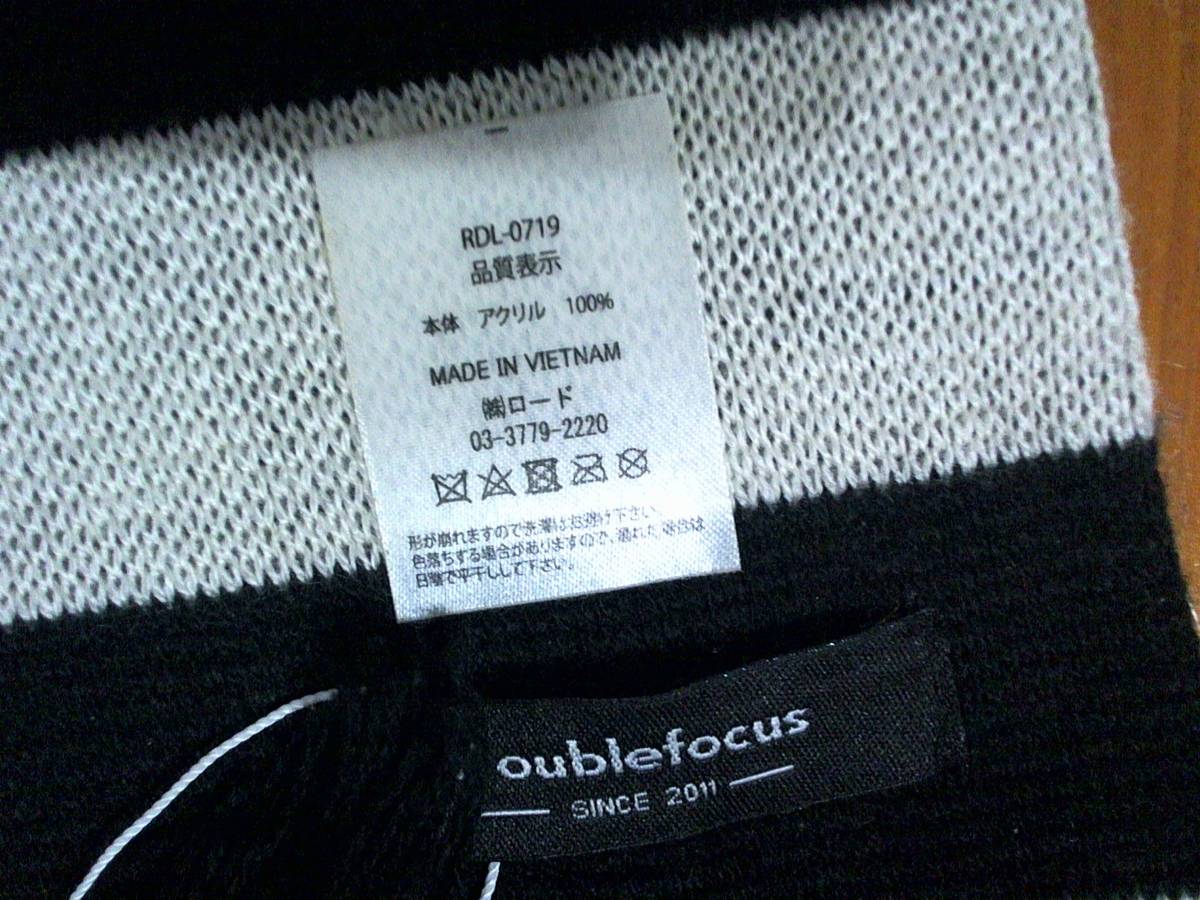 RDL-0719
品質表示
本体 アクリル 100%
MADE IN VIETNAM
㈱ロード
03-3779-2220
形が崩れますので洗濯はお避け下さい。
色落ちする場合がありますので、濡れた場合は
日陰で平干しして下さい。
oublefocus
SINCE 2011